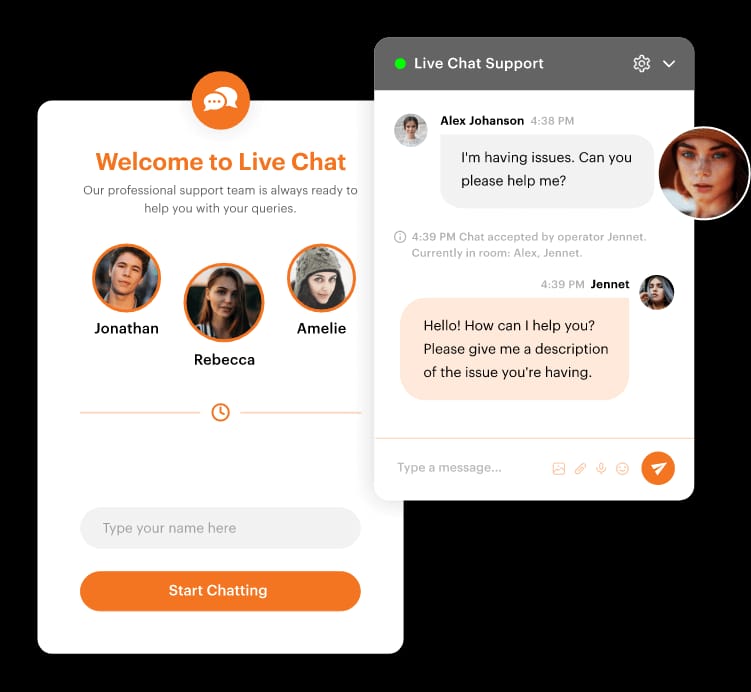 Welcome to Live Chat
Our professional support team is always ready to
help you with your queries.
Jonathan
Rebecca
Amelie
Type your name here
Start Chatting
Live Chat Support
Alex Johanson 4:38 PM
I'm having issues. Can you
please help me?
4:39 PM Chat accepted by operator Jennet.
Currently in room: Alex, Jennet.
4:39 PM Jennet
Hello! How can I help you?
Please give me a description
of the issue you're having.
Type a message...